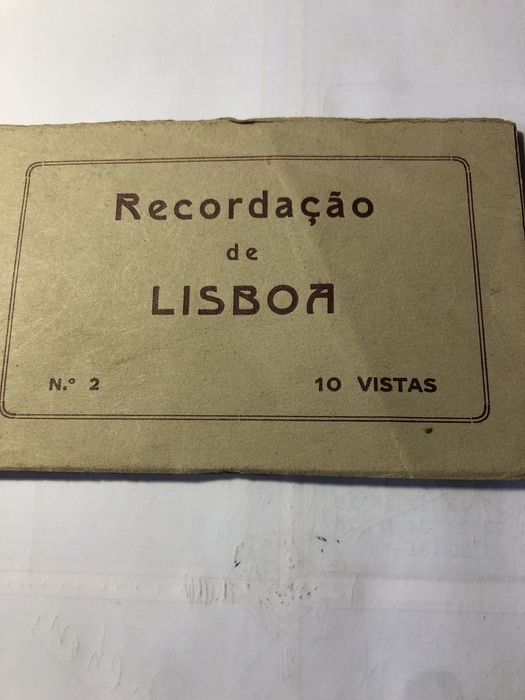 Recordação
de
LISBOA
N.º 2
10 VISTAS